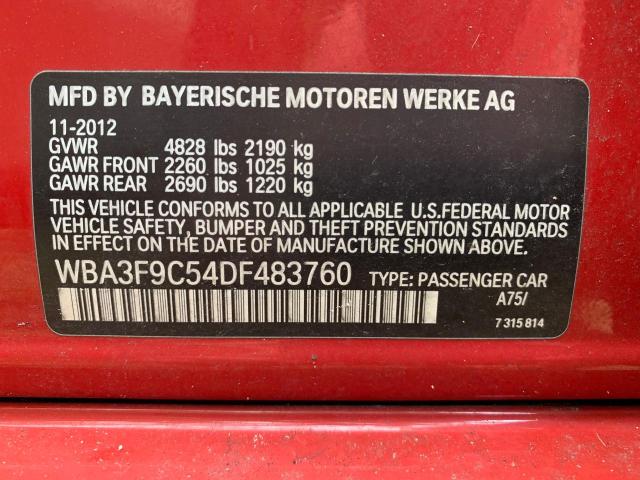 MFD BY BAYERISCHE MOTOREN WERKE AG
11-2012
GVWR 4828 lbs 2190 kg
GAWR FRONT 2260 lbs 1025 kg
GAWR REAR 2690 lbs 1220 kg
THIS VEHICLE CONFORMS TO ALL APPLICABLE U.S.FEDERAL MOTOR
VEHICLE SAFETY, BUMPER AND THEFT PREVENTION STANDARDS
IN EFFECT ON THE DATE OF MANUFACTURE SHOWN ABOVE.
WBA3F9C54DF483760 TYPE: PASSENGER CAR
A75/
7 315 814